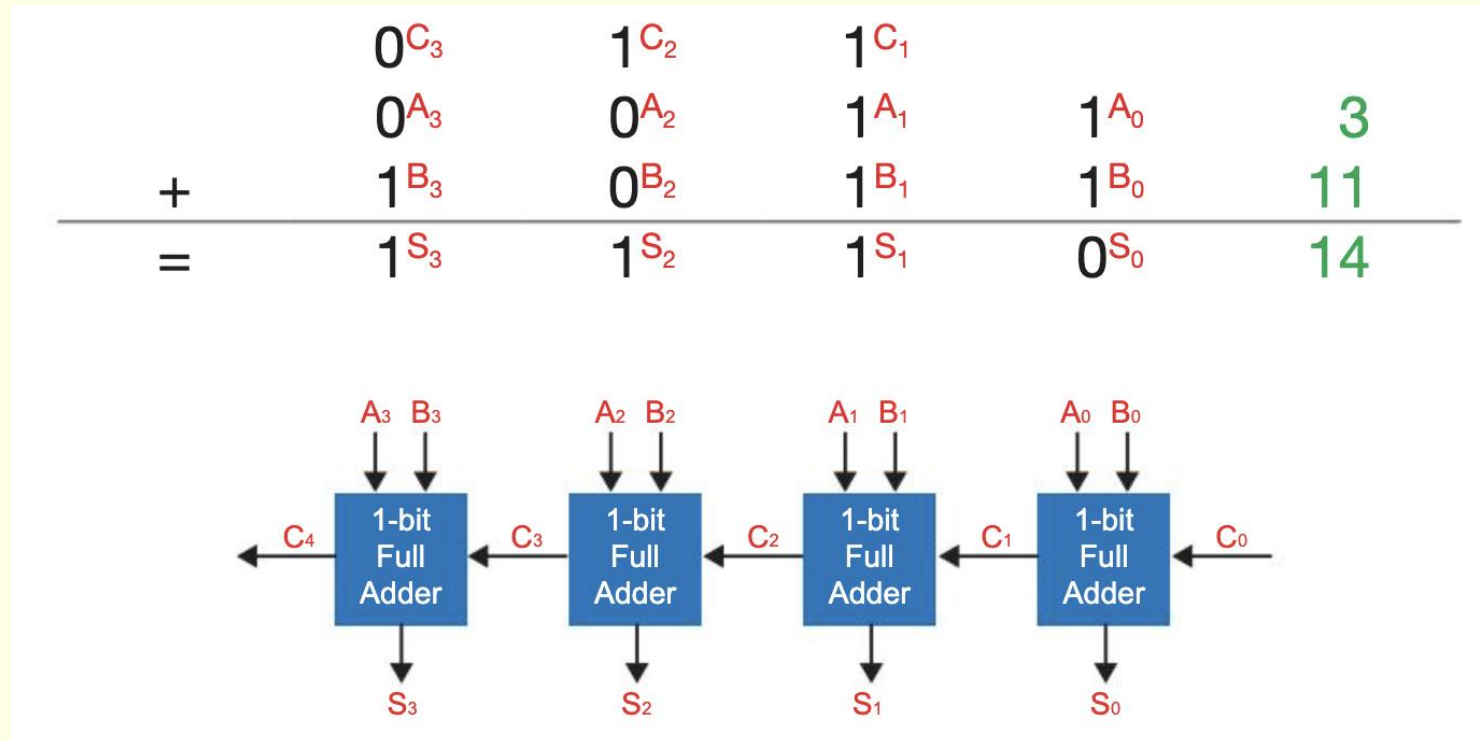 0C₃ 1C₂ 1C₁
0A₃ 0A₂ 1A₁ 1A₀ 3
+ 1B₃ 0B₂ 1B₁ 1B₀ 11
= 1S₃ 1S₂ 1S₁ 0S₀ 14
A₃ B₃ A₂ B₂ A₁ B₁ A₀ B₀
1-bit 1-bit 1-bit 1-bit
C₄ Full C₃ Full C₂ Full C₁ Full C₀
Adder Adder Adder Adder
S₃ S₂ S₁ S₀